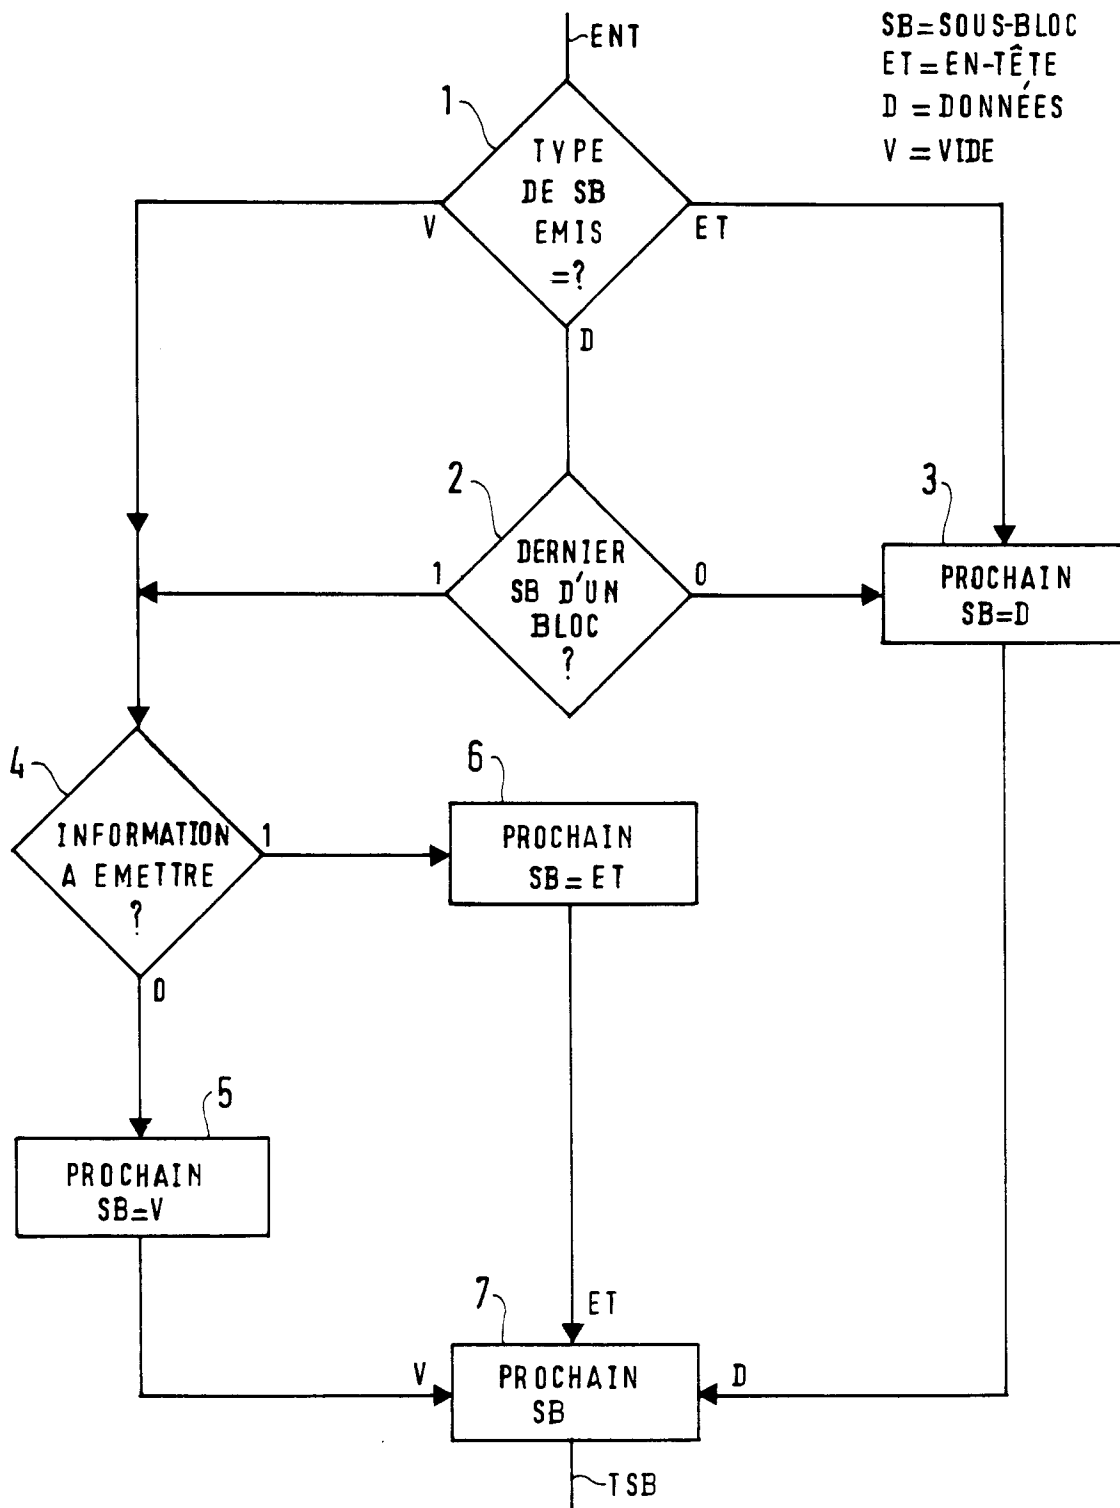 ENT
SB=SOUS-BLOC
ET=EN-TÊTE
D=DONNÉES
V=VIDE
1
TYPE
DE SB
EMIS
=?
V
ET
D
2
DERNIER
SB D'UN
BLOC
?
1
0
3
PROCHAIN
SB=D
4
INFORMATION
A EMETTRE
?
1
0
6
PROCHAIN
SB=ET
5
PROCHAIN
SB=V
7
ET
V
PROCHAIN
SB
D
TSB